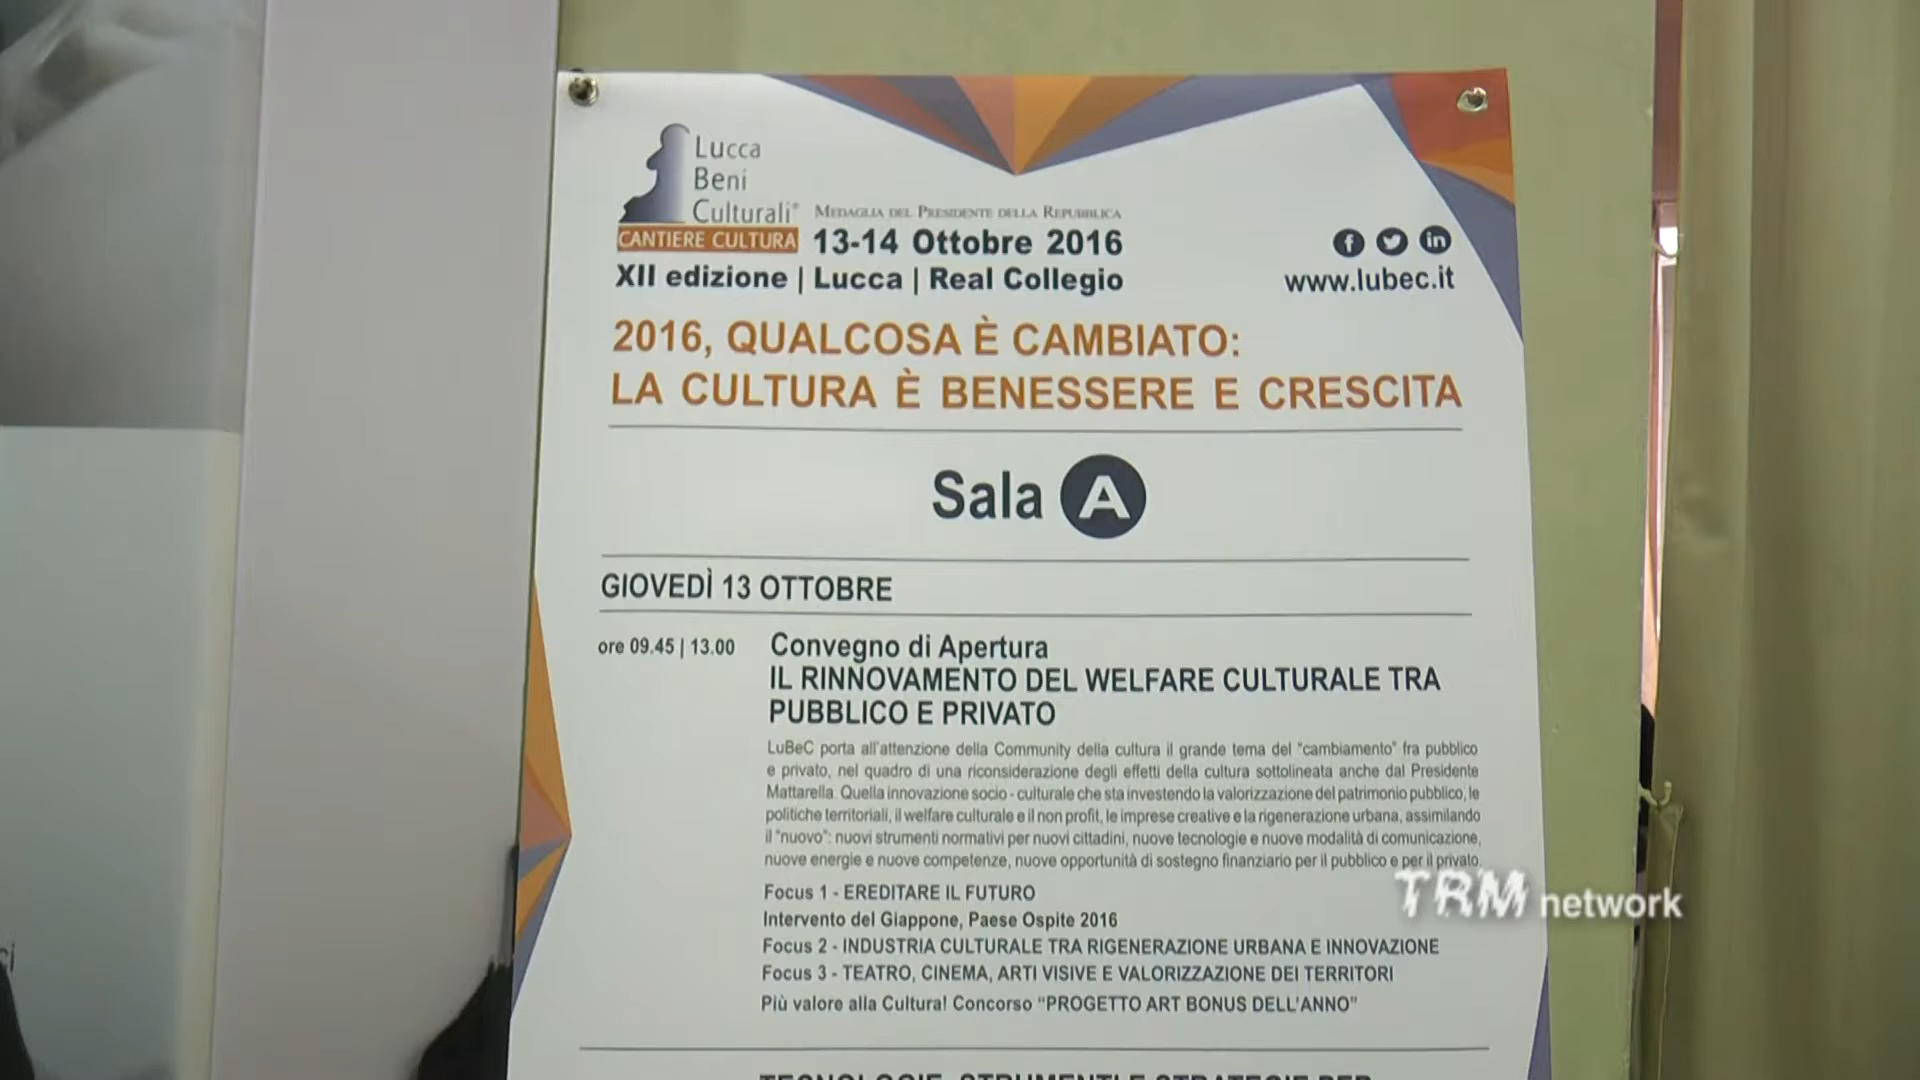 Lucca
Beni
Culturali®
CANTIERE CULTURA
MEDAGLIA DEL PRESIDENTE DELLA REPUBBLICA
13-14 Ottobre 2016
XII edizione | Lucca | Real Collegio
www.lubec.it
2016, QUALCOSA È CAMBIATO:
LA CULTURA È BENESSERE E CRESCITA
Sala A
GIOVEDÌ 13 OTTOBRE
ore 09.45 | 13.00
Convegno di Apertura
IL RINNOVAMENTO DEL WELFARE CULTURALE TRA
PUBBLICO E PRIVATO
LuBeC porta all'attenzione della Community della cultura il grande tema del "cambiamento" fra pubblico
e privato, nel quadro di una riconsiderazione degli effetti della cultura sottolineata anche dal Presidente
Mattarella. Quella innovazione socio - culturale che sta investendo la valorizzazione del patrimonio pubblico, le
politiche territoriali, il welfare culturale e il non profit, le imprese creative e la rigenerazione urbana, assimilando
il "nuovo": nuovi strumenti normativi per nuovi cittadini, nuove tecnologie e nuove modalità di comunicazione,
nuove energie e nuove competenze, nuove opportunità di sostegno finanziario per il pubblico e per il privato.
Focus 1 - EREDITARE IL FUTURO
Intervento del Giappone, Paese Ospite 2016
Focus 2 - INDUSTRIA CULTURALE TRA RIGENERAZIONE URBANA E INNOVAZIONE
Focus 3 - TEATRO, CINEMA, ARTI VISIVE E VALORIZZAZIONE DEI TERRITORI
Più valore alla Cultura! Concorso "PROGETTO ART BONUS DELL'ANNO"
TECNOLOGIE, STRUMENTI E STRATEGIE PER
TRM network